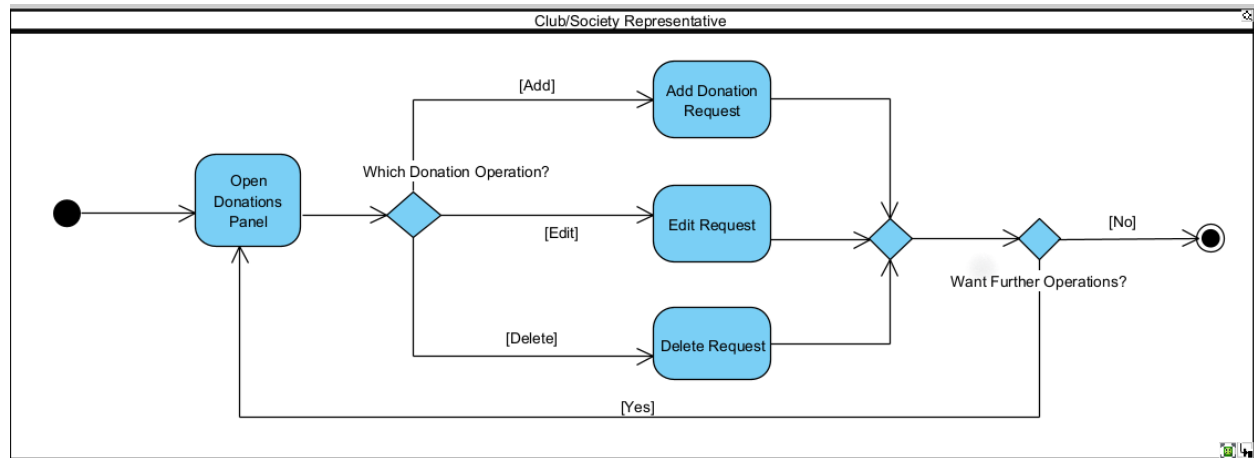 Club/Society Representative
[Add]
Add Donation
Request
Which Donation Operation?
Open
Donations
Panel
[Edit]
Edit Request
[No]
Want Further Operations?
[Delete]
Delete Request
[Yes]